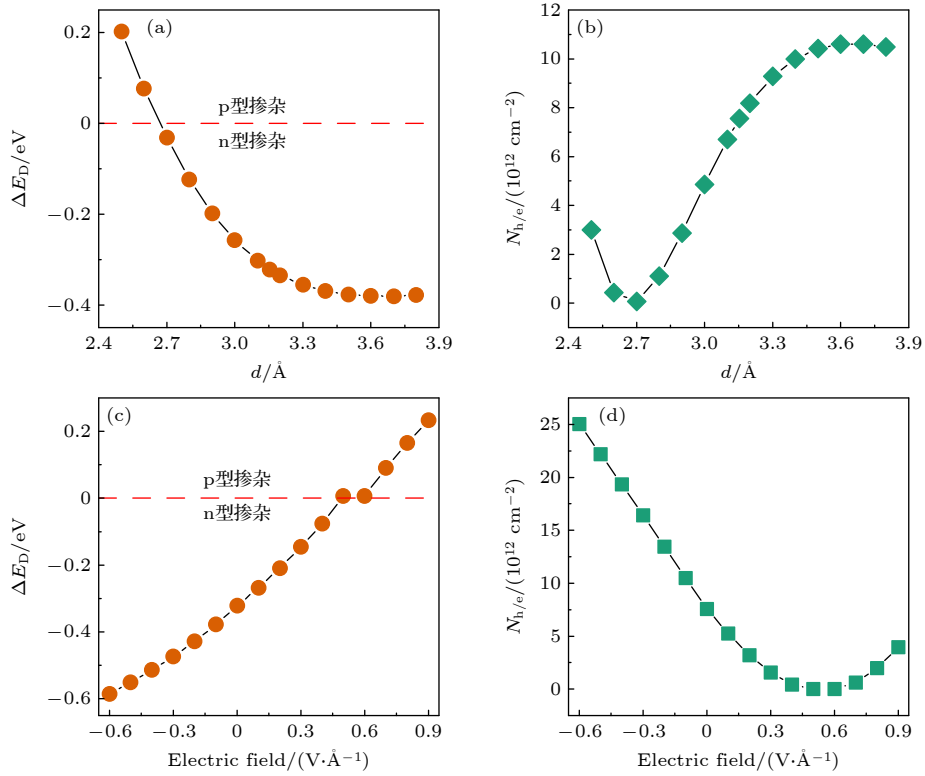 (a)
0.2
0
−0.2
−0.4
ΔE_D/eV
p型掺杂
n型掺杂
2.4 2.7 3.0 3.3 3.6 3.9
d/Å
(b)
12
10
8
6
4
2
0
N_h/e/(10^12 cm^−2)
2.4 2.7 3.0 3.3 3.6 3.9
d/Å
(c)
0.2
0
−0.2
−0.4
−0.6
ΔE_D/eV
p型掺杂
n型掺杂
−0.6 −0.3 0 0.3 0.6 0.9
Electric field/(V·Å^−1)
(d)
25
20
15
10
5
0
N_h/e/(10^12 cm^−2)
−0.6 −0.3 0 0.3 0.6 0.9
Electric field/(V·Å^−1)